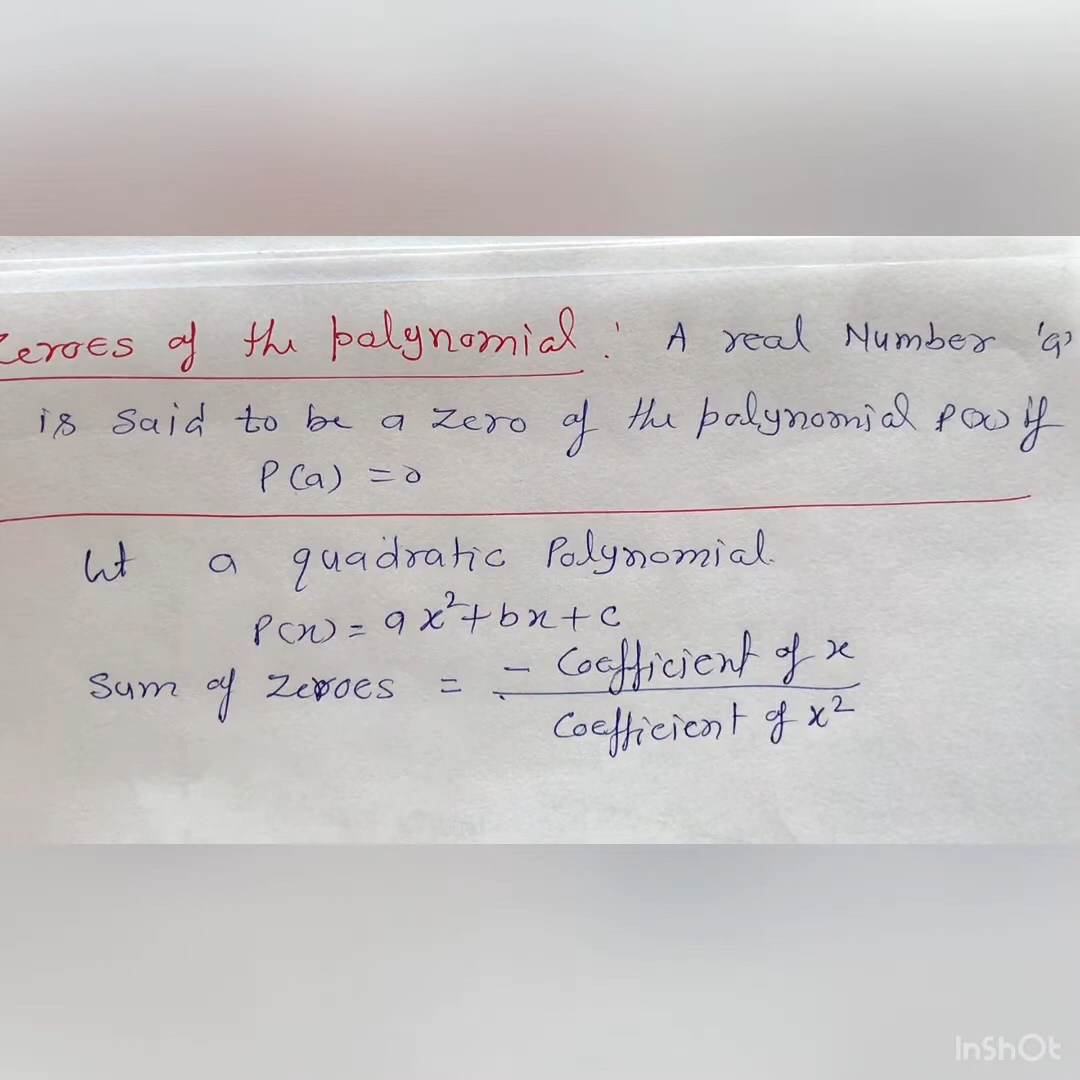 Zeroes of the polynomial : A real Number 'a'
is said to be a zero of the polynomial P(x) if
P(a) = 0
let a quadratic Polynomial.
P(x) = ax²+bx+c
Sum of Zeroes = - Coefficient of x / Coefficient of x²
InShOt